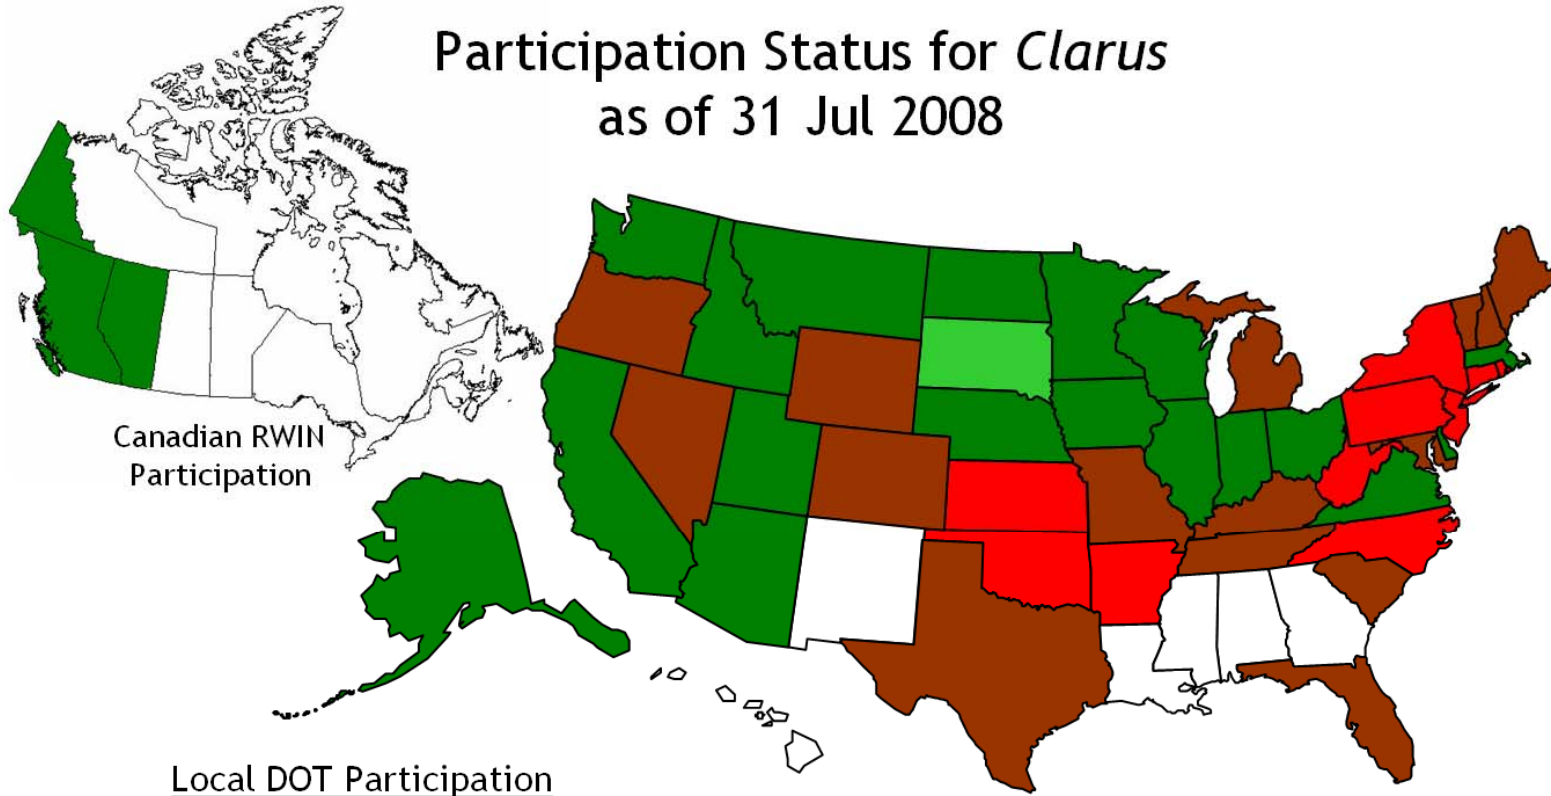 Participation Status for Clarus
as of 31 Jul 2008
Canadian RWIN
Participation
Local DOT Participation